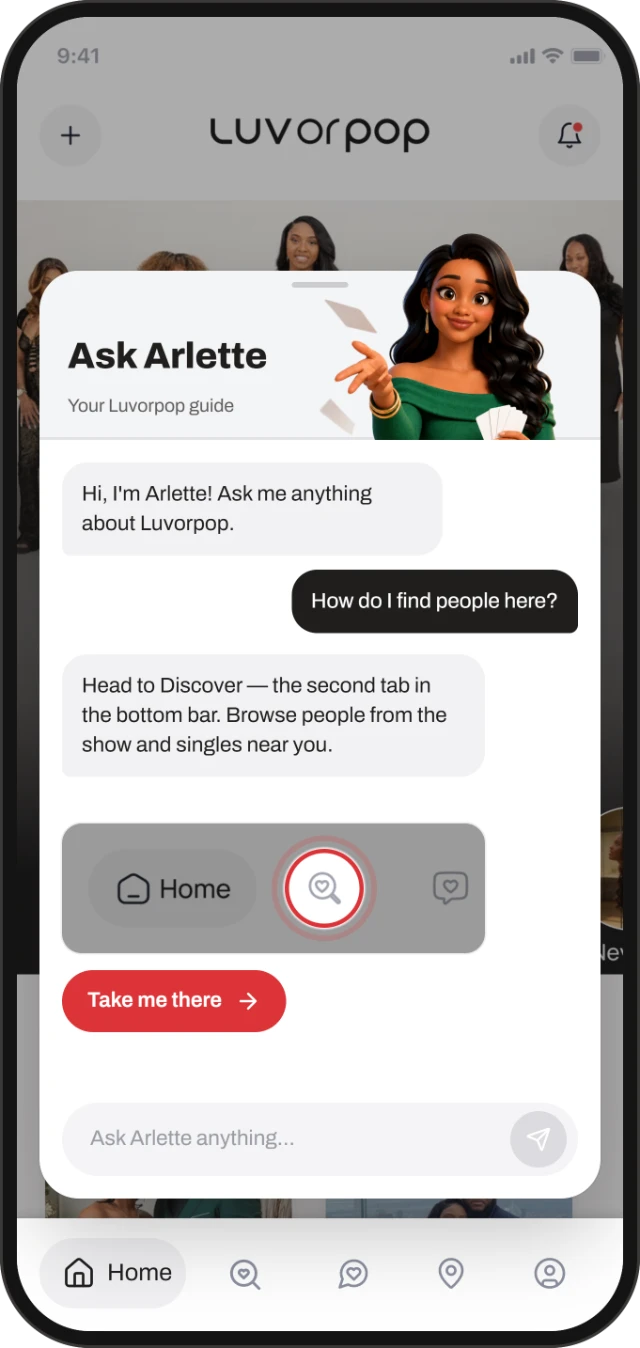 9:41
Luvorpop
Ask Arlette
Your Luvorpop guide
Hi, I'm Arlette! Ask me anything
about Luvorpop.
How do I find people here?
Head to Discover — the second tab in
the bottom bar. Browse people from the
show and singles near you.
Home
Take me there
Ask Arlette anything...
Home